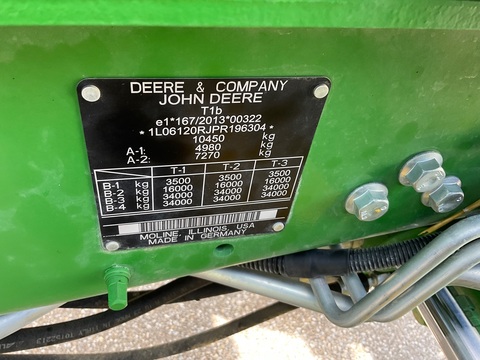 DEERE & COMPANY
JOHN DEERE
T1b
e1*167/2013*00322
* 1L06120RJPR196304 *
10450 kg
A-1: 4980 kg
A-2: 7270 kg
T-1 T-2 T-3
B-1 kg 3500 3500 3500
B-2 kg 16000 16000 16000
B-3 kg 34000 34000 34000
B-4 kg 34000 34000 34000
MOLINE, ILLINOIS, USA
MADE IN GERMANY